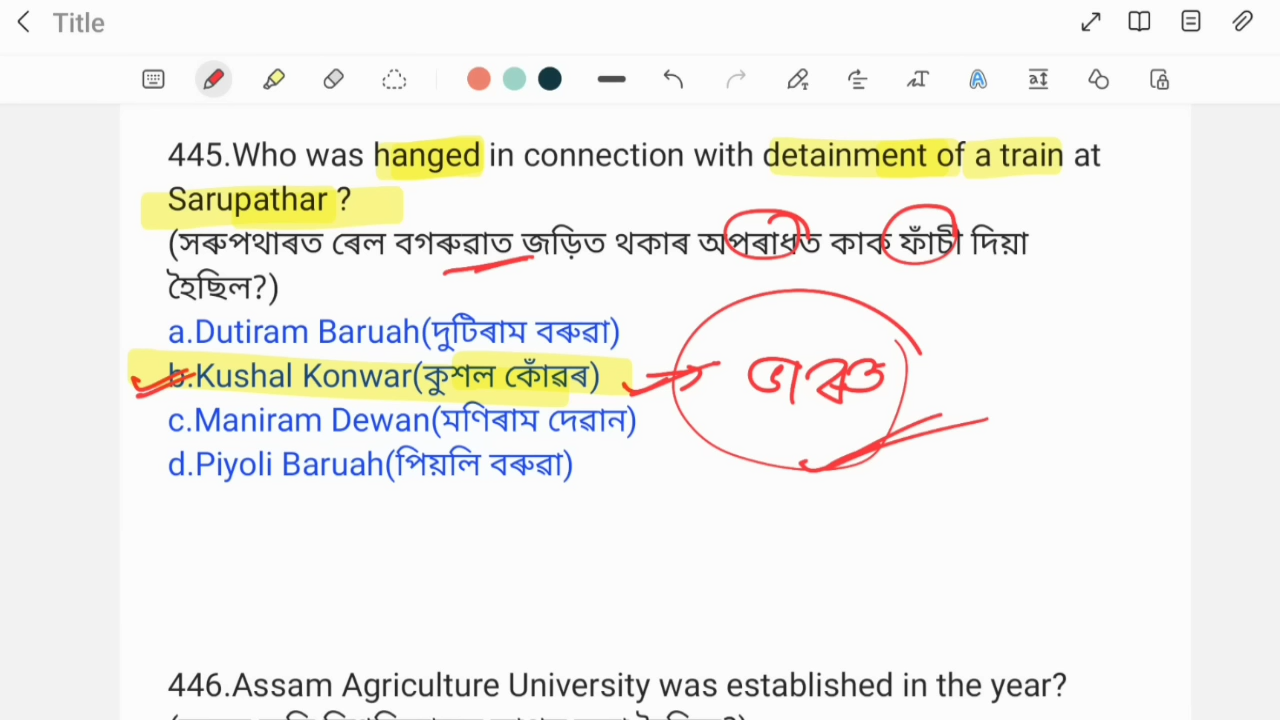 Title
445.Who was hanged in connection with detainment of a train at
Sarupathar ?
(সৰুপথাৰত ৰেল বগৰুৱাত জড়িত থকাৰ অপৰাধত কাক ফাঁচী দিয়া
হৈছিল?)
a.Dutiram Baruah(দুটিৰাম বৰুৱা)
b.Kushal Konwar(কুশল কোঁৱৰ)
ভাৰত
c.Maniram Dewan(মণিৰাম দেৱান)
d.Piyoli Baruah(পিয়লি বৰুৱা)
446.Assam Agriculture University was established in the year?